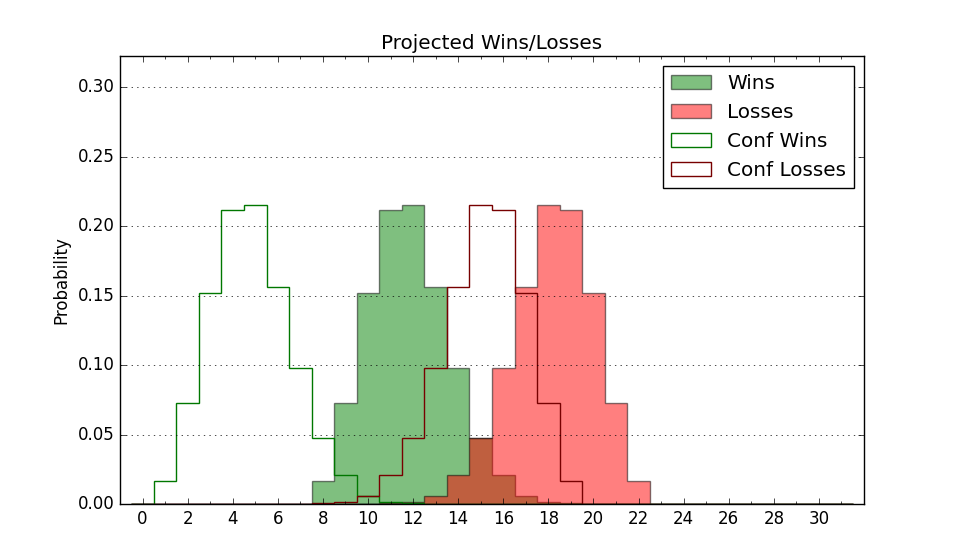 Projected Wins/Losses
Wins
Losses
Conf Wins
Conf Losses
Probability
0.30
0.25
0.20
0.15
0.10
0.05
0.00
0 2 4 6 8 10 12 14 16 18 20 22 24 26 28 30